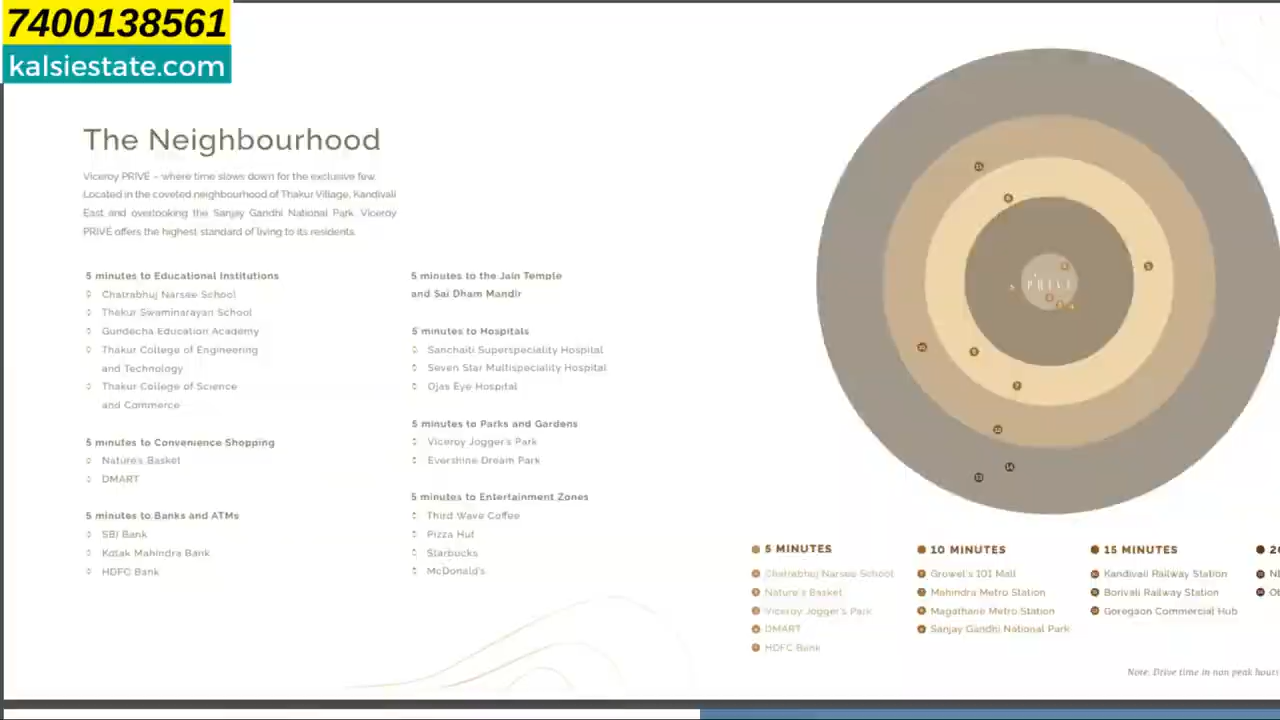 7400138561
kalsiestate.com
The Neighbourhood
Viceroy PRIVÉ – where time slows down for the exclusive few.
Located in the coveted neighbourhood of Thakur Village, Kandivali
East and overlooking the Sanjay Gandhi National Park. Viceroy
PRIVÉ offers the highest standard of living to its residents.
5 minutes to Educational Institutions
Chatrabhuj Narsee School
Thakur Swaminarayan School
Gundecha Education Academy
Thakur College of Engineering
and Technology
Thakur College of Science
and Commerce
5 minutes to Convenience Shopping
Nature's Basket
DMART
5 minutes to Banks and ATMs
SBI Bank
Kotak Mahindra Bank
HDFC Bank
5 minutes to the Jain Temple
and Sai Dham Mandir
5 minutes to Hospitals
Sanchaiti Superspeciality Hospital
Seven Star Multispeciality Hospital
Ojas Eye Hospital
5 minutes to Parks and Gardens
Viceroy Jogger's Park
Evershine Dream Park
5 minutes to Entertainment Zones
Third Wave Coffee
Pizza Hut
Starbucks
McDonald's
PRIVÉ
5 MINUTES
Chatrabhuj Narsee School
Nature's Basket
Viceroy Jogger's Park
DMART
HDFC Bank
10 MINUTES
Growel's 101 Mall
Mahindra Metro Station
Magathane Metro Station
Sanjay Gandhi National Park
15 MINUTES
Kandivali Railway Station
Borivali Railway Station
Goregaon Commercial Hub
Note: Drive time in non peak hours